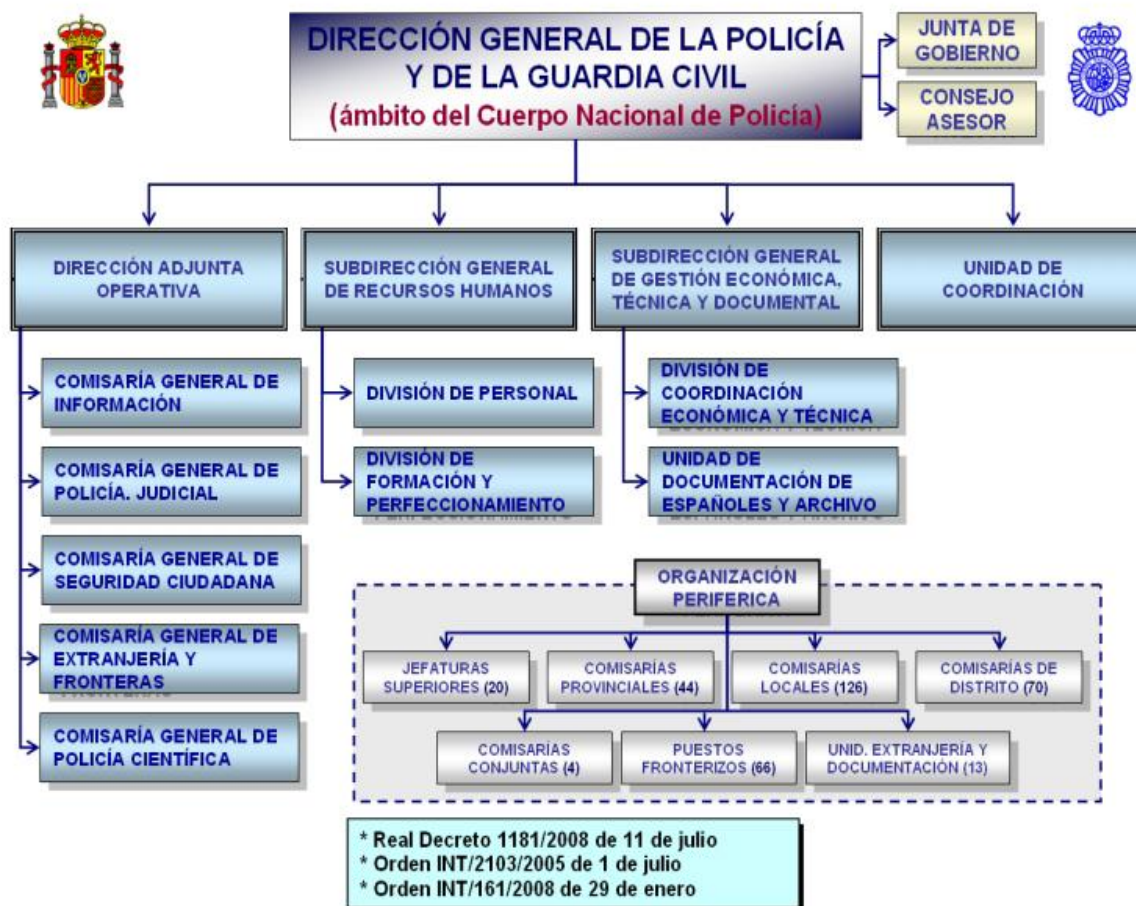 DIRECCIÓN GENERAL DE LA POLICÍA
Y DE LA GUARDIA CIVIL
(ámbito del Cuerpo Nacional de Policía)
JUNTA DE
GOBIERNO
CONSEJO
ASESOR
DIRECCIÓN ADJUNTA
OPERATIVA
SUBDIRECCIÓN GENERAL
DE RECURSOS HUMANOS
SUBDIRECCIÓN GENERAL
DE GESTIÓN ECONÓMICA,
TÉCNICA Y DOCUMENTAL
UNIDAD DE
COORDINACIÓN
COMISARÍA GENERAL DE
INFORMACIÓN
COMISARÍA GENERAL DE
POLICÍA. JUDICIAL
COMISARÍA GENERAL DE
SEGURIDAD CIUDADANA
COMISARÍA GENERAL DE
EXTRANJERÍA Y
FRONTERAS
COMISARÍA GENERAL DE
POLICÍA CIENTÍFICA
DIVISIÓN DE PERSONAL
DIVISIÓN DE
FORMACIÓN Y
PERFECCIONAMIENTO
DIVISIÓN DE
COORDINACIÓN
ECONÓMICA Y TÉCNICA
UNIDAD DE
DOCUMENTACIÓN DE
ESPAÑOLES Y ARCHIVO
ORGANIZACIÓN
PERIFERICA
JEFATURAS
SUPERIORES (20)
COMISARÍAS
PROVINCIALES (44)
COMISARÍAS
LOCALES (126)
COMISARÍAS DE
DISTRITO (70)
COMISARÍAS
CONJUNTAS (4)
PUESTOS
FRONTERIZOS (66)
UNID. EXTRANJERÍA Y
DOCUMENTACIÓN (13)
* Real Decreto 1181/2008 de 11 de julio
* Orden INT/2103/2005 de 1 de julio
* Orden INT/161/2008 de 29 de enero